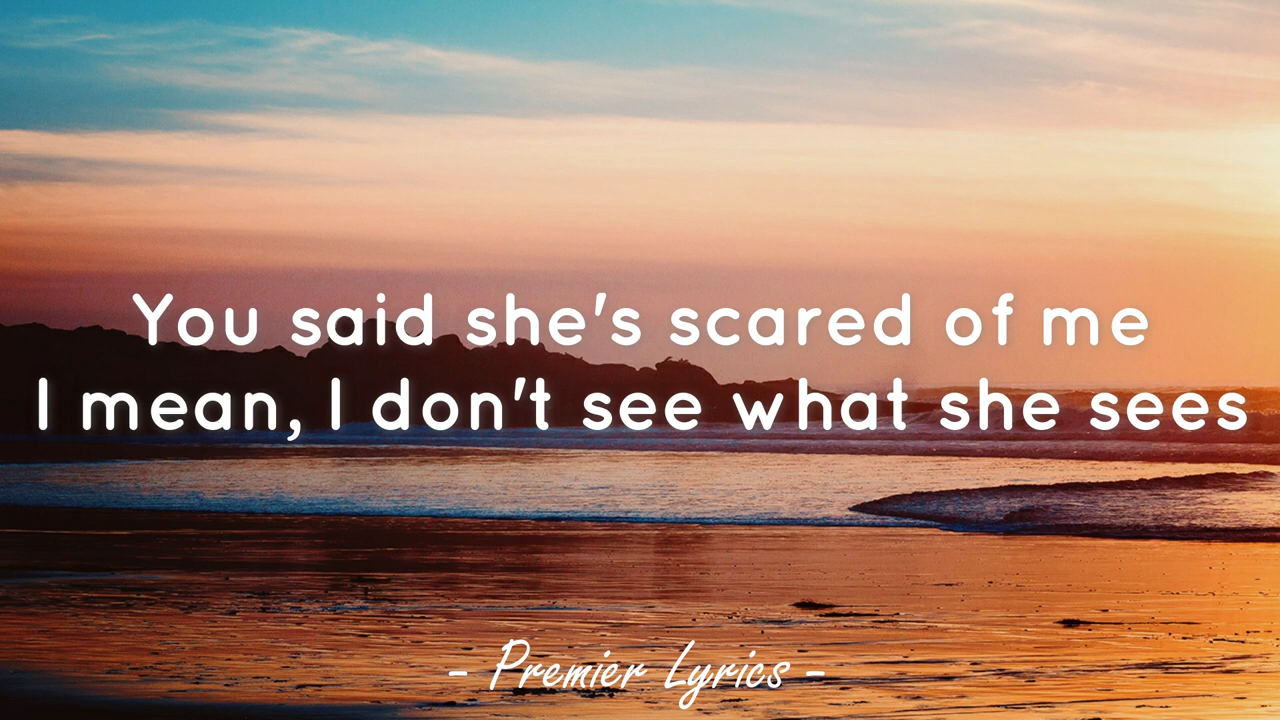 You said she's scared of me
I mean, I don't see what she sees
- Premier Lyrics -